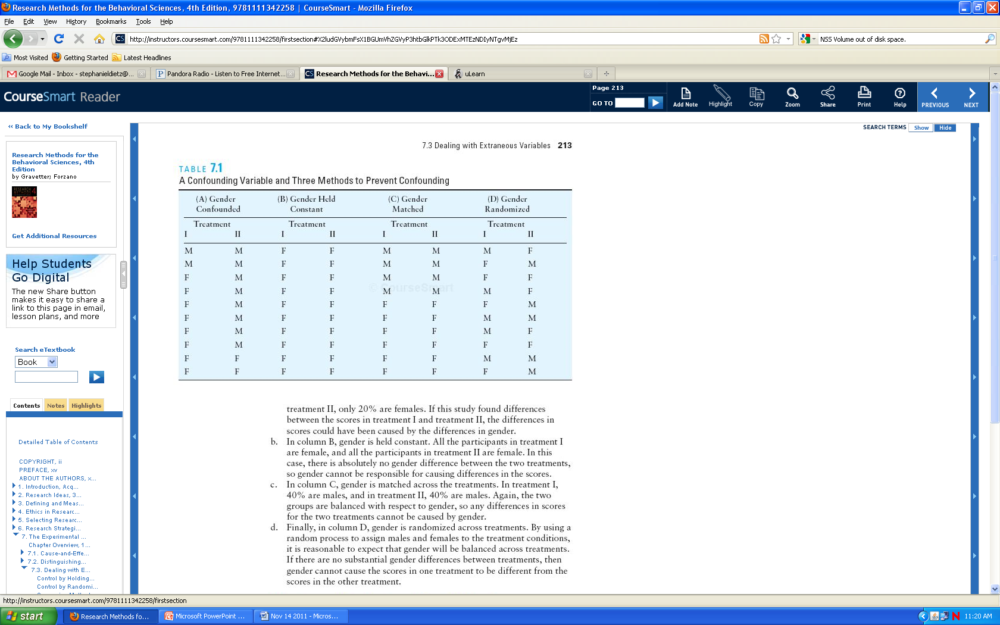 Research Methods for the Behavioral Sciences, 4th Edition, 9781111342258 | CourseSmart - Mozilla Firefox
File Edit View History Bookmarks Tools Help
CS http://instructors.coursesmart.com/9781111342258/firstsection#X2ludGVybmFsX1BGUmVhZGVyP3htbGlkPTk3ODExMTEzNDIyNTgvMjEz NSS Volume out of disk space.
Most Visited Getting Started Latest Headlines
Google Mail - Inbox - stephanieldietz@... Pandora Radio - Listen to Free Internet... CS Research Methods for the Behavi... uLearn
CourseSmart Reader
Page 213
GO TO
Add Note Highlight Copy Zoom Share Print Help PREVIOUS NEXT
« Back to My Bookshelf
SEARCH TERMS Show Hide
Research Methods for the
Behavioral Sciences, 4th
Edition
by Gravetter; Forzano
Get Additional Resources
Help Students
Go Digital
The new Share button
makes it easy to share a
link to this page in email,
lesson plans, and more
Search eTextbook
Book
Contents Notes Highlights
Detailed Table of Contents
COPYRIGHT, ii
PREFACE, xv
ABOUT THE AUTHORS, x...
1. Introduction, Acq...
2. Research Ideas, 3...
3. Defining and Meas...
4. Ethics in Researc...
5. Selecting Researc...
6. Research Strategi...
7. The Experimental ...
Chapter Overview, 1...
7.1. Cause-and-Effe...
7.2. Distinguishing...
7.3. Dealing with E...
Control by Holding...
Control by Randomi...
7.3 Dealing with Extraneous Variables 213
TABLE 7.1
A Confounding Variable and Three Methods to Prevent Confounding
(A) Gender (B) Gender Held (C) Gender (D) Gender
Confounded Constant Matched Randomized
Treatment Treatment Treatment Treatment
I II I II I II I II
M M F F M M M F
M M F F M M F M
F M F F M M F F
F M F F M M M F
F M F F F F F M
F M F F F F M M
F M F F F F M F
F M F F F F F F
F F F F F F M M
F F F F F F F M
© CourseSmart
treatment II, only 20% are females. If this study found differences
between the scores in treatment I and treatment II, the differences in
scores could have been caused by the differences in gender.
b. In column B, gender is held constant. All the participants in treatment I
are female, and all the participants in treatment II are female. In this
case, there is absolutely no gender difference between the two treatments,
so gender cannot be responsible for causing differences in the scores.
c. In column C, gender is matched across the treatments. In treatment I,
40% are males, and in treatment II, 40% are males. Again, the two
groups are balanced with respect to gender, so any differences in scores
for the two treatments cannot be caused by gender.
d. Finally, in column D, gender is randomized across treatments. By using a
random process to assign males and females to the treatment conditions,
it is reasonable to expect that gender will be balanced across treatments.
If there are no substantial gender differences between treatments, then
gender cannot cause the scores in one treatment to be different from the
scores in the other treatment.
http://instructors.coursesmart.com/9781111342258/firstsection
start Research Methods fo... Microsoft PowerPoint ... Nov 14 2011 - Micros... 11:20 AM